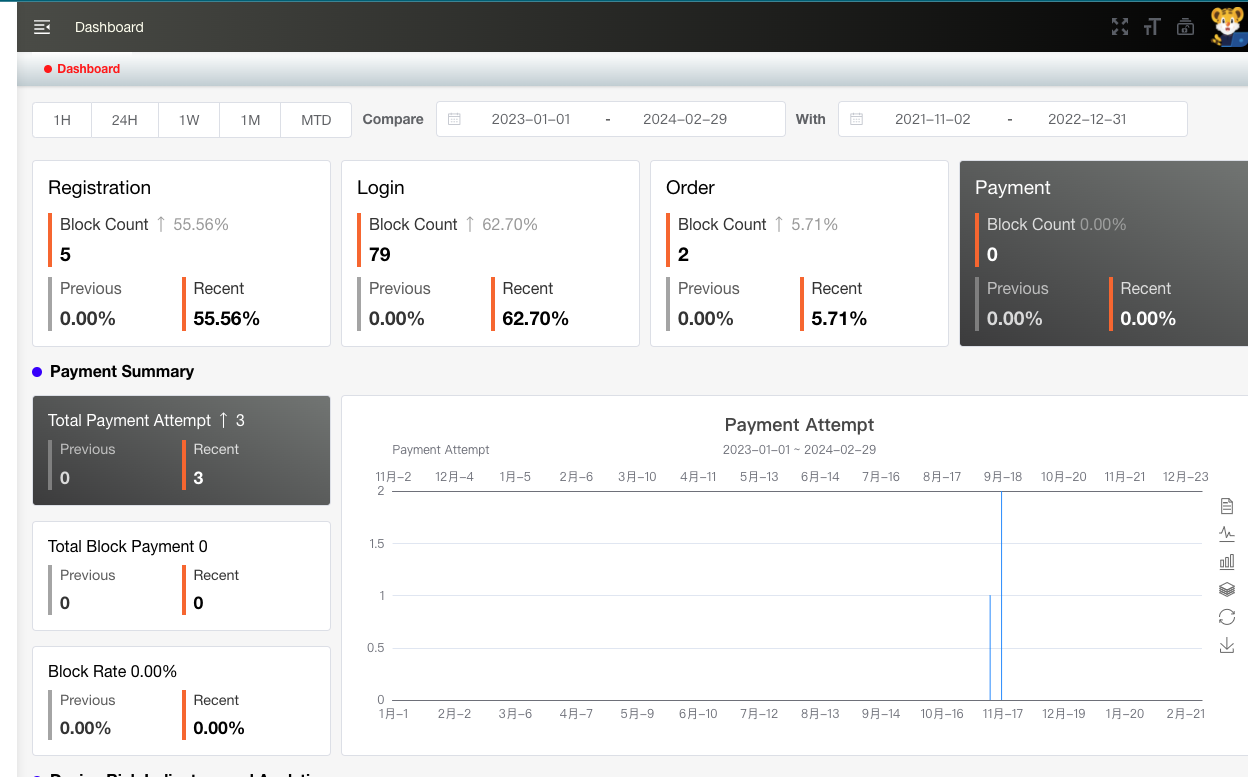 Dashboard
Dashboard
1H 24H 1W 1M MTD Compare 2023-01-01 - 2024-02-29 With 2021-11-02 - 2022-12-31
Registration
Block Count ↑ 55.56%
5
Previous Recent
0.00% 55.56%
Login
Block Count ↑ 62.70%
79
Previous Recent
0.00% 62.70%
Order
Block Count ↑ 5.71%
2
Previous Recent
0.00% 5.71%
Payment
Block Count 0.00%
0
Previous Recent
0.00% 0.00%
Payment Summary
Total Payment Attempt ↑ 3
Previous Recent
0 3
Total Block Payment 0
Previous Recent
0 0
Block Rate 0.00%
Previous Recent
0.00% 0.00%
Payment Attempt
2023-01-01 ~ 2024-02-29
Payment Attempt
11月-2 12月-4 1月-5 2月-6 3月-10 4月-11 5月-13 6月-14 7月-16 8月-17 9月-18 10月-20 11月-21 12月-23
2
1.5
1
0.5
0
1月-1 2月-2 3月-6 4月-7 5月-9 6月-10 7月-12 8月-13 9月-14 10月-16 11月-17 12月-19 1月-20 2月-21